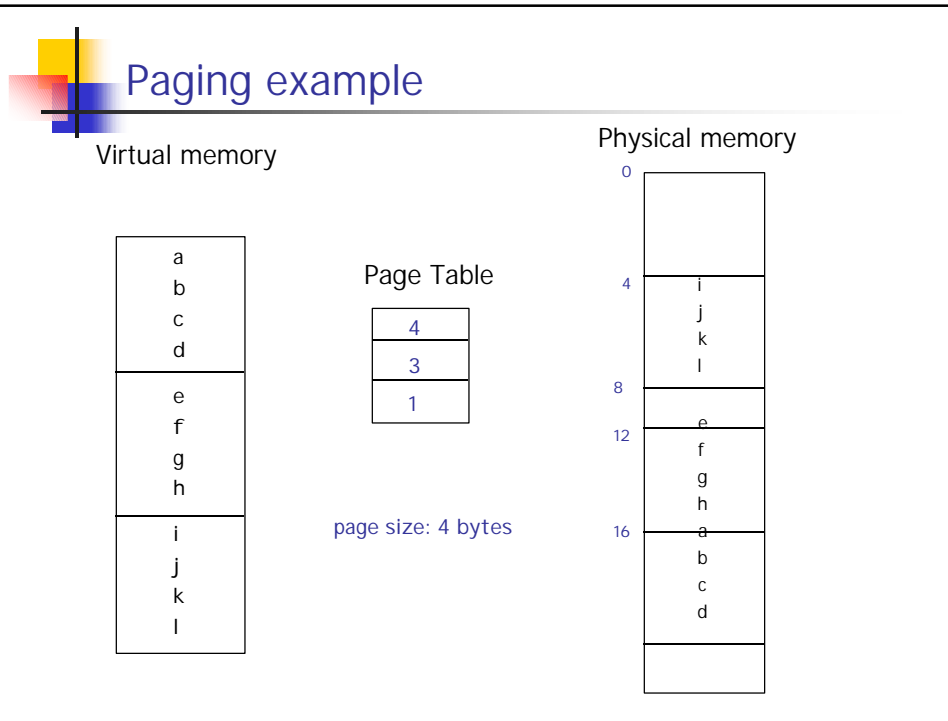 Paging example
Virtual memory
a
b
c
d
e
f
g
h
i
j
k
l
Page Table
4
3
1
page size: 4 bytes
Physical memory
0
4
i
j
k
l
8
12
e
f
g
h
16
a
b
c
d